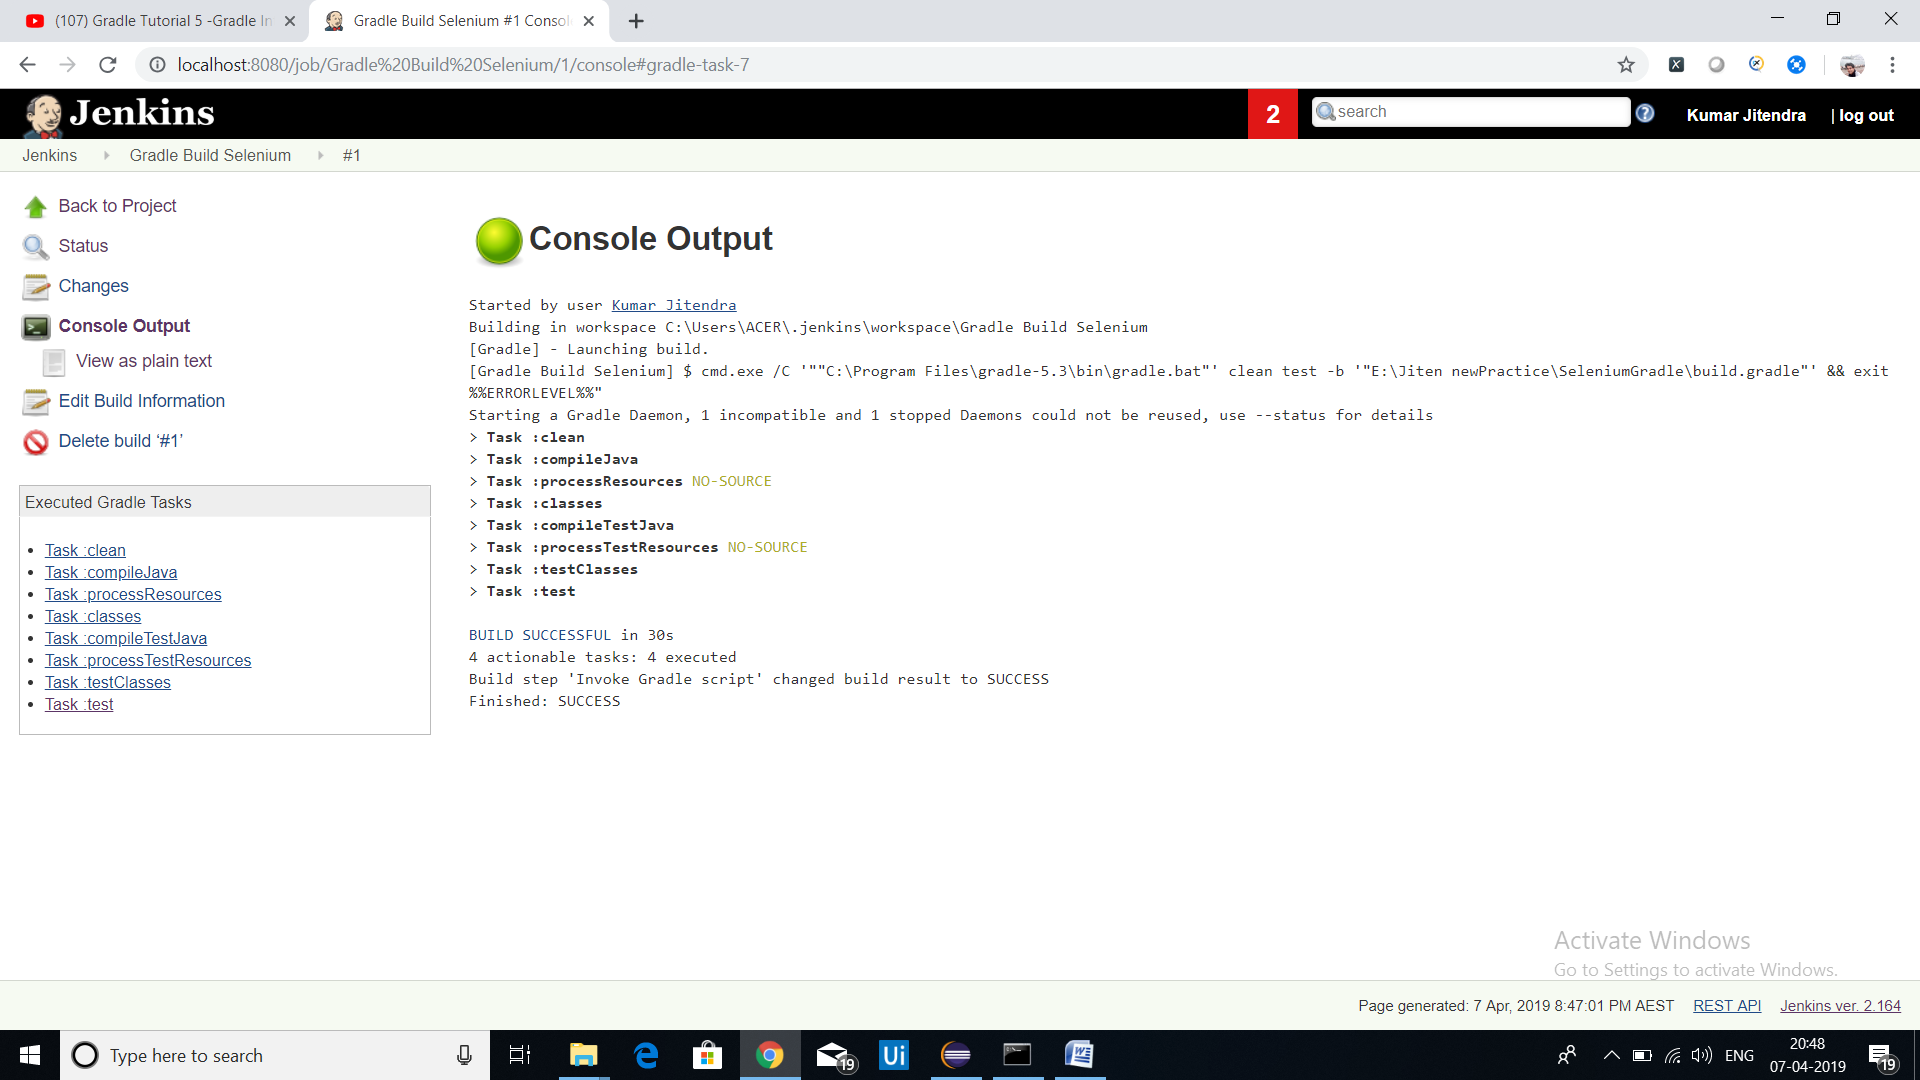 (107) Gradle Tutorial 5 -Gradle In
Gradle Build Selenium #1 Consol
localhost:8080/job/Gradle%20Build%20Selenium/1/console#gradle-task-7
Jenkins
2
search
Kumar Jitendra
| log out
Jenkins
Gradle Build Selenium
#1
Back to Project
Status
Changes
Console Output
View as plain text
Edit Build Information
Delete build ‘#1’
Executed Gradle Tasks
Task :clean
Task :compileJava
Task :processResources
Task :classes
Task :compileTestJava
Task :processTestResources
Task :testClasses
Task :test
Console Output
Started by user Kumar Jitendra
Building in workspace C:\Users\ACER\.jenkins\workspace\Gradle Build Selenium
[Gradle] - Launching build.
[Gradle Build Selenium] $ cmd.exe /C '""C:\Program Files\gradle-5.3\bin\gradle.bat"' clean test -b '"E:\Jiten newPractice\SeleniumGradle\build.gradle"' && exit
%%ERRORLEVEL%%"
Starting a Gradle Daemon, 1 incompatible and 1 stopped Daemons could not be reused, use --status for details
> Task :clean
> Task :compileJava
> Task :processResources NO-SOURCE
> Task :classes
> Task :compileTestJava
> Task :processTestResources NO-SOURCE
> Task :testClasses
> Task :test
BUILD SUCCESSFUL in 30s
4 actionable tasks: 4 executed
Build step 'Invoke Gradle script' changed build result to SUCCESS
Finished: SUCCESS
Activate Windows
Go to Settings to activate Windows.
Page generated: 7 Apr, 2019 8:47:01 PM AEST
REST API
Jenkins ver. 2.164
Type here to search
19
Ui
ENG
20:48
07-04-2019
19